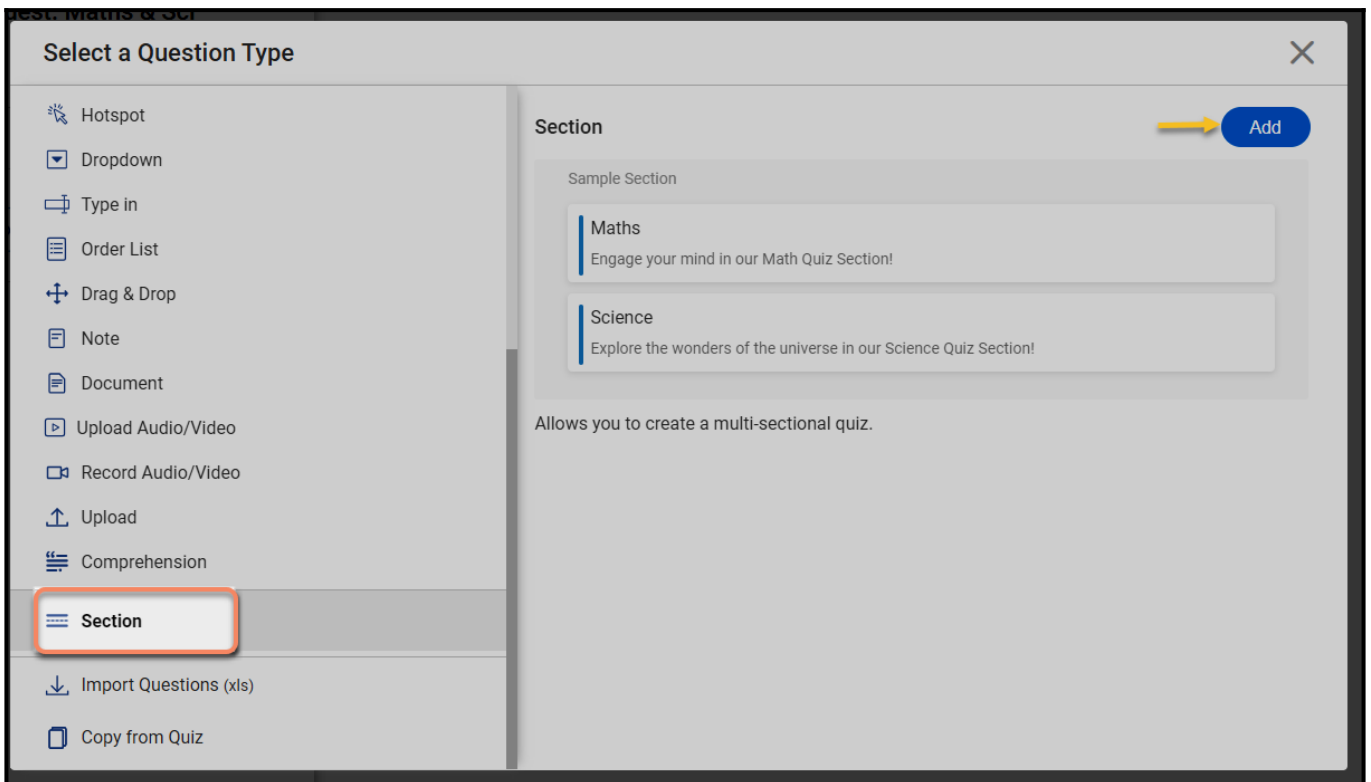 Select a Question Type
Hotspot
Dropdown
Type in
Order List
Drag & Drop
Note
Document
Upload Audio/Video
Record Audio/Video
Upload
Comprehension
Section
Import Questions (xls)
Copy from Quiz
Section
Add
Sample Section
Maths
Engage your mind in our Math Quiz Section!
Science
Explore the wonders of the universe in our Science Quiz Section!
Allows you to create a multi-sectional quiz.